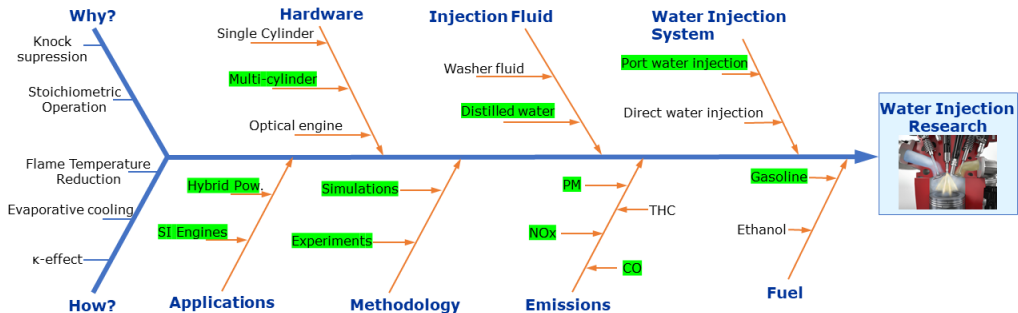 Why?
Hardware
Injection Fluid
Water Injection
System
Knock
supression
Single Cylinder
Washer fluid
Port water injection
Stoichiometric
Operation
Multi-cylinder
Distilled water
Direct water injection
Optical engine
Water Injection
Research
Flame Temperature
Reduction
Hybrid Pow.
Simulations
PM
Gasoline
Evaporative cooling
THC
SI Engines
Experiments
NOx
Ethanol
κ-effect
CO
How?
Applications
Methodology
Emissions
Fuel